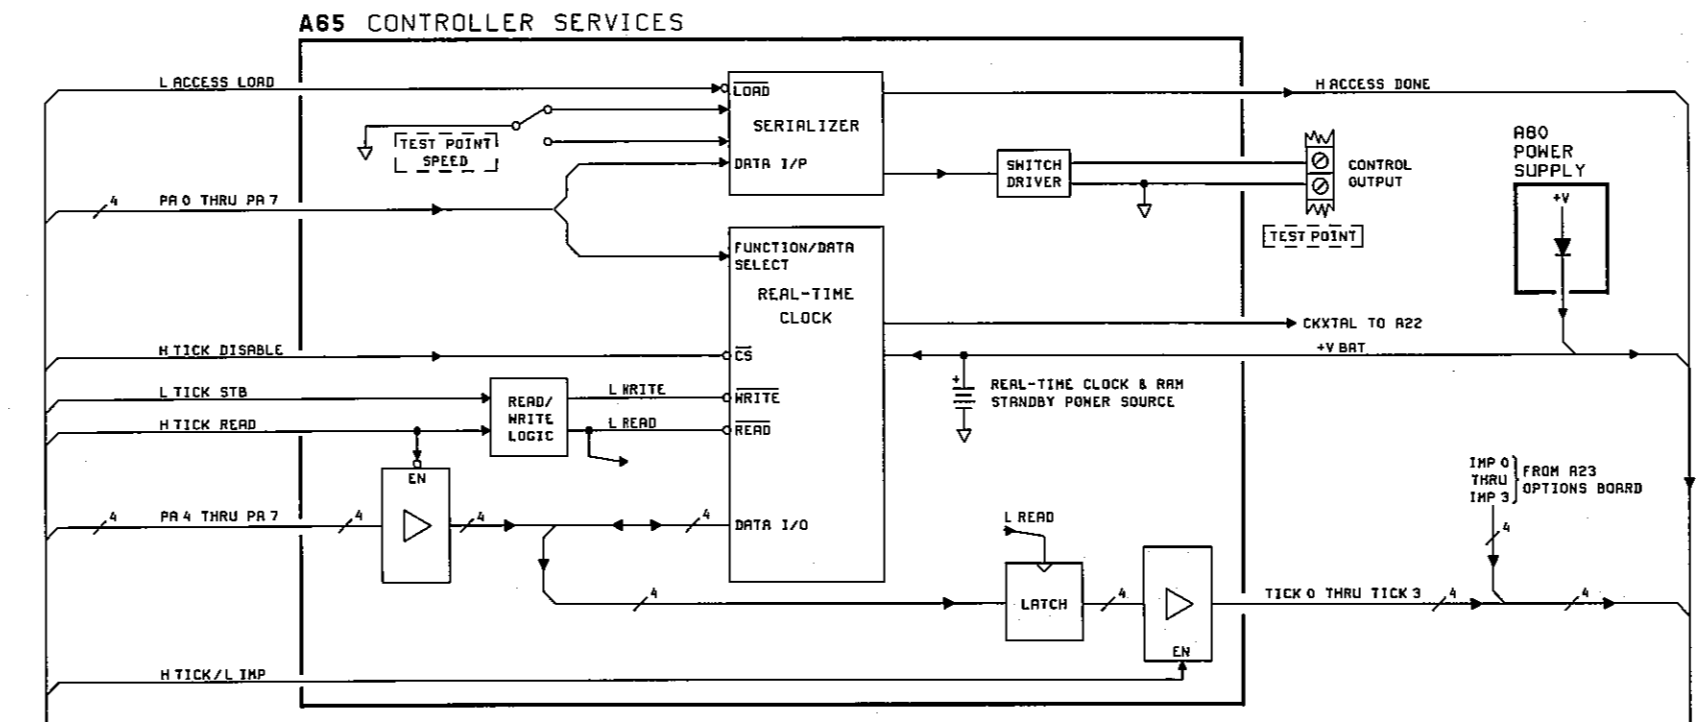 A65 CONTROLLER SERVICES
L ACCESS LOAD
LOAD
H ACCESS DONE
SERIALIZER
TEST POINT
SPEED
DATA I/P
SWITCH
DRIVER
CONTROL
OUTPUT
TEST POINT
A80
POWER
SUPPLY
+V
4
PA 0 THRU PA 7
FUNCTION/DATA
SELECT
REAL-TIME
CLOCK
CKXTAL TO A22
H TICK DISABLE
CS
+V BAT
+
REAL-TIME CLOCK & RAM
STANDBY POWER SOURCE
L TICK STB
READ/
WRITE
LOGIC
L WRITE
WRITE
H TICK READ
L READ
READ
EN
IMP 0
THRU
IMP 3
FROM A23
OPTIONS BOARD
4
4
PA 4 THRU PA 7
4
4
4
DATA I/O
L READ
4
LATCH
4
EN
TICK 0 THRU TICK 3
4
4
H TICK/L IMP